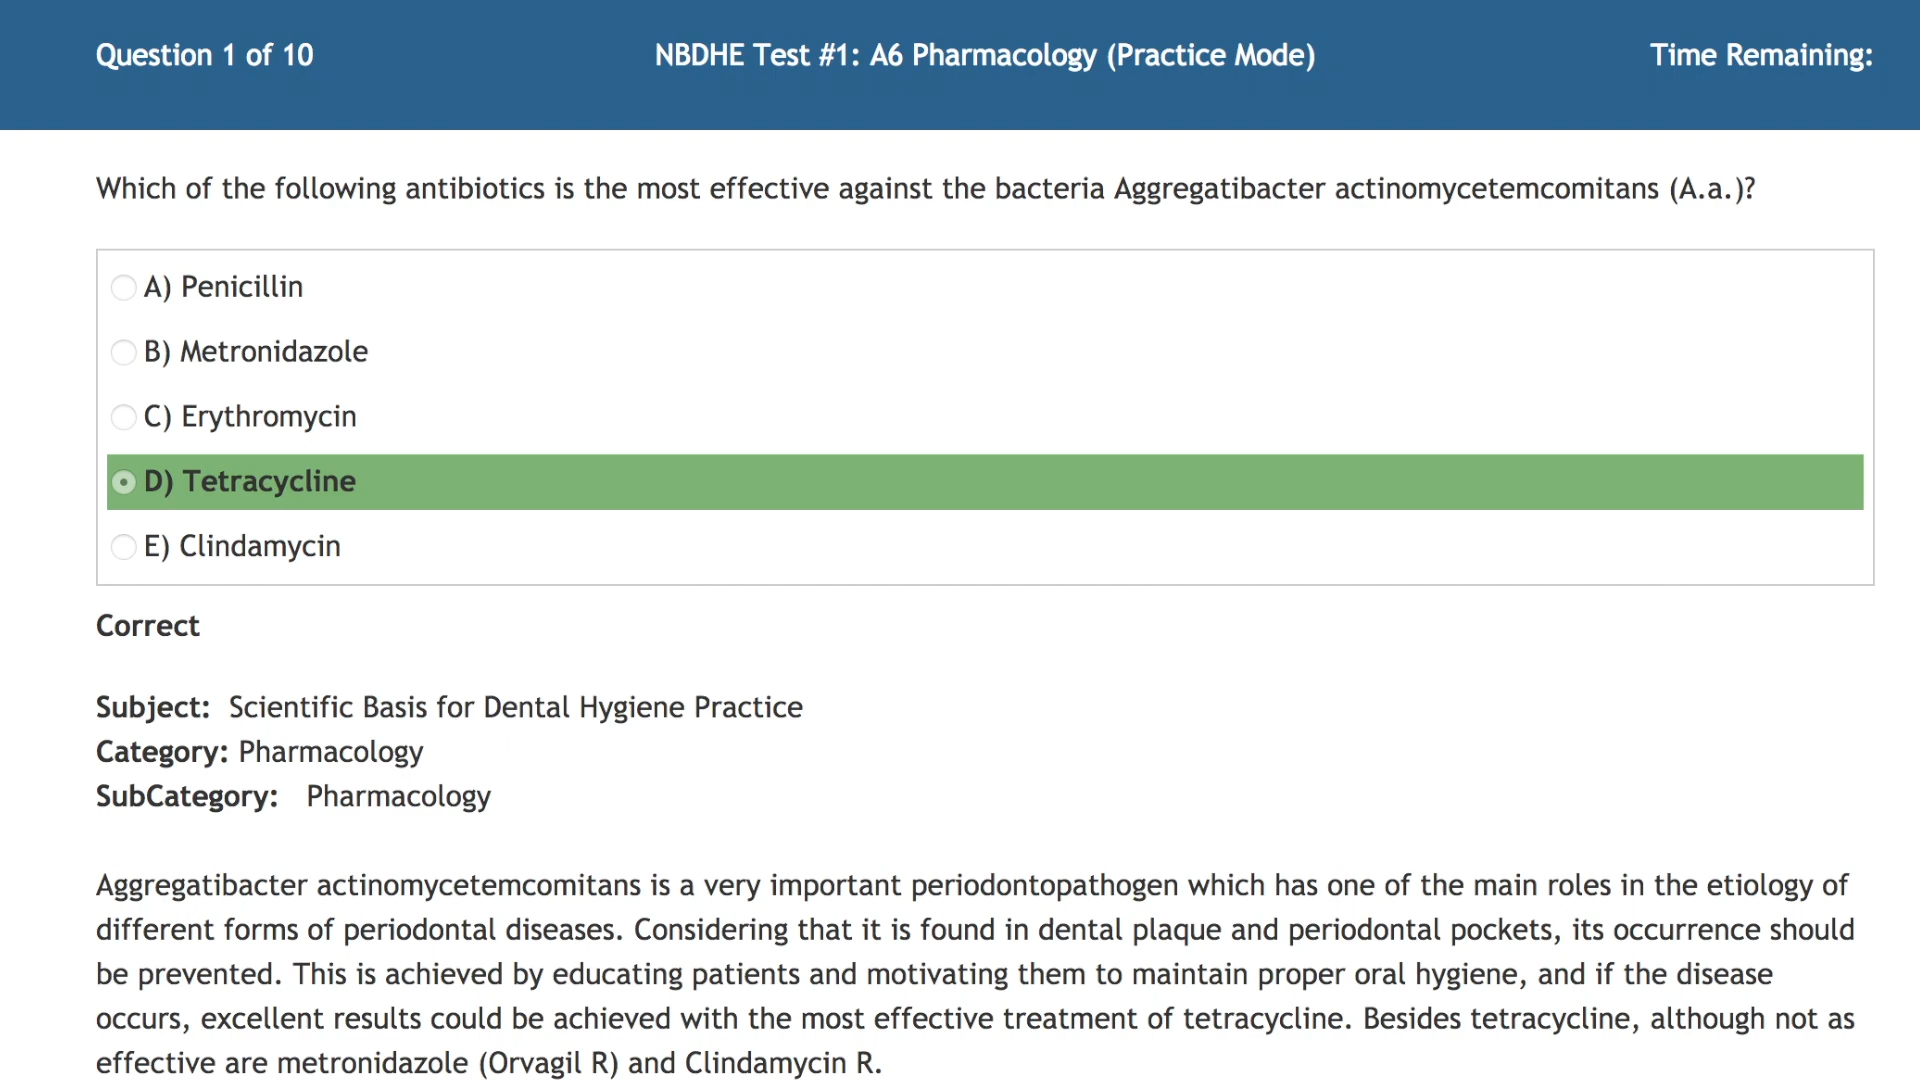 Question 1 of 10 NBDHE Test #1: A6 Pharmacology (Practice Mode) Time Remaining:
Which of the following antibiotics is the most effective against the bacteria Aggregatibacter actinomycetemcomitans (A.a.)?
A) Penicillin
B) Metronidazole
C) Erythromycin
D) Tetracycline
E) Clindamycin
Correct
Subject: Scientific Basis for Dental Hygiene Practice
Category: Pharmacology
SubCategory: Pharmacology
Aggregatibacter actinomycetemcomitans is a very important periodontopathogen which has one of the main roles in the etiology of
different forms of periodontal diseases. Considering that it is found in dental plaque and periodontal pockets, its occurrence should
be prevented. This is achieved by educating patients and motivating them to maintain proper oral hygiene, and if the disease
occurs, excellent results could be achieved with the most effective treatment of tetracycline. Besides tetracycline, although not as
effective are metronidazole (Orvagil R) and Clindamycin R.